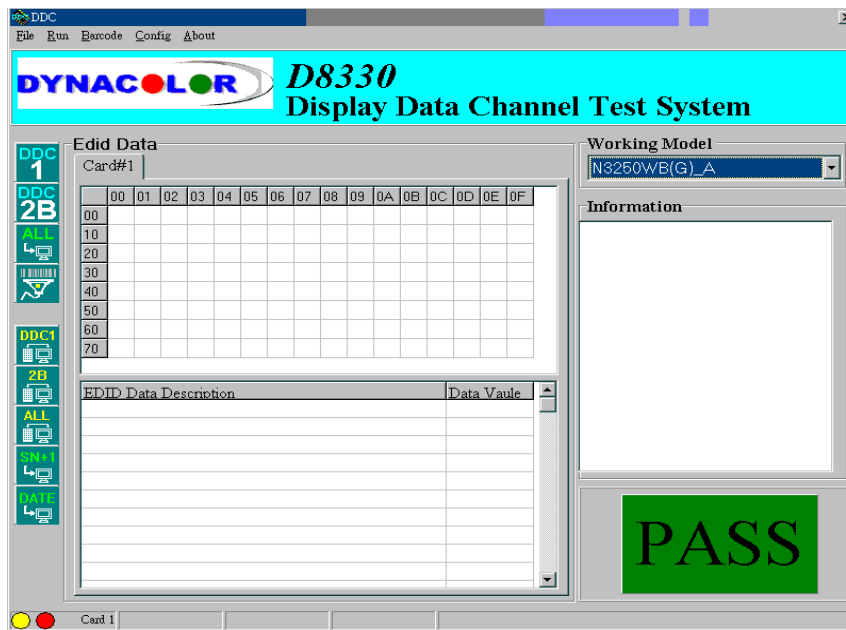 DDC
File Run Barcode Config About
DYNACOLOR
D8330
Display Data Channel Test System
DDC
1
DDC
2B
ALL
DDC1
2B
ALL
SN+1
DATE
Edid Data
Card#1
00 01 02 03 04 05 06 07 08 09 0A 0B 0C 0D 0E 0F
00
10
20
30
40
50
60
70
EDID Data Description Data Vaule
Working Model
N3250WB(G)_A
Information
PASS
Card 1